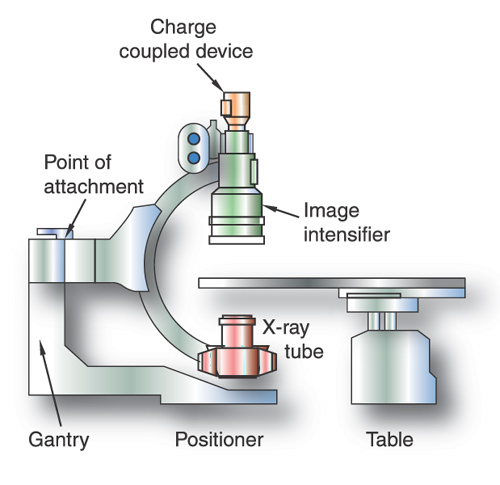 Charge
coupled device
Point of
attachment
Image
intensifier
X-ray
tube
Gantry
Positioner
Table